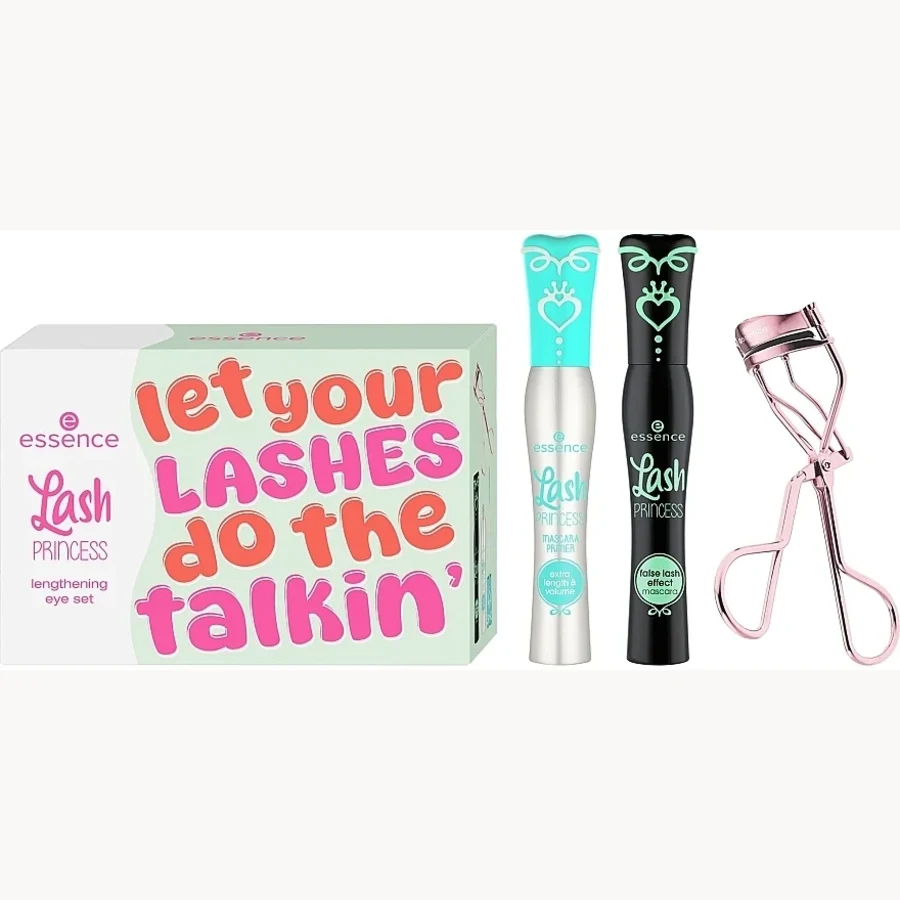 essence
let your
LASHES
do the
talkin'
e
essence
Lash
PRINCESS
lengthening
eye set
e
essence
Lash
PRINCESS
MASCARA
PRIMER
extra
length &
volume
e
essence
Lash
PRINCESS
false lash
effect
mascara